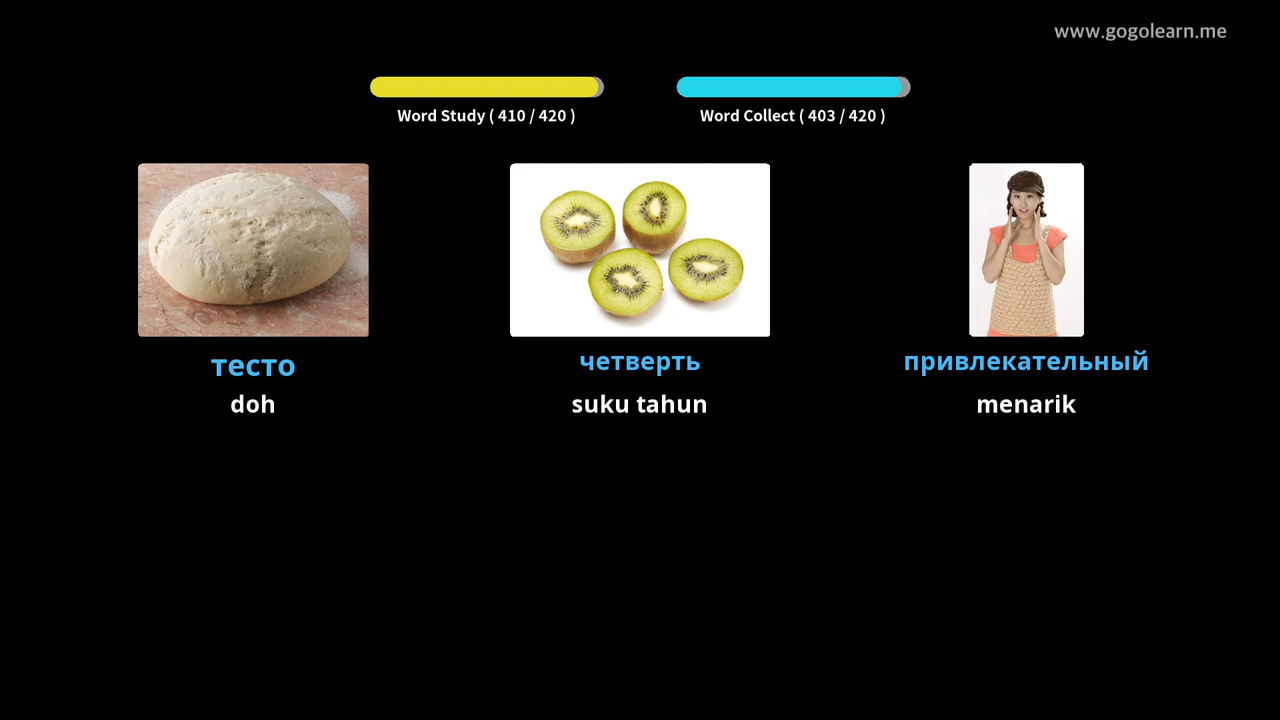 www.gogolearn.me
Word Study ( 410 / 420 )
Word Collect ( 403 / 420 )
тесто
четверть
привлекательный
doh
suku tahun
menarik